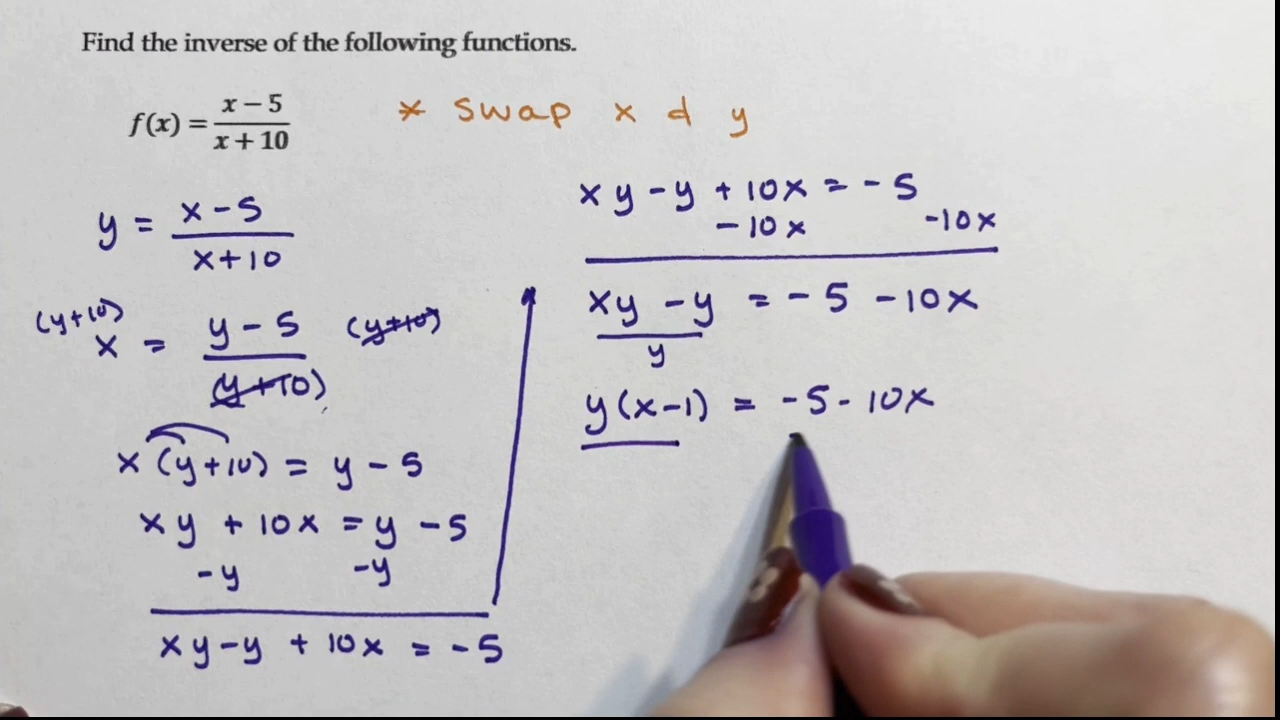 Find the inverse of the following functions.
f(x) = x - 5 / x + 10
* swap x & y
y = x - 5 / x + 10
(y+10) x = y - 5 / (y+10) (y+10)
x (y+10) = y - 5
xy + 10x = y - 5
-y -y
xy - y + 10x = -5
xy - y + 10x = -5
-10x -10x
xy - y = -5 - 10x
y
y(x-1) = -5 - 10x